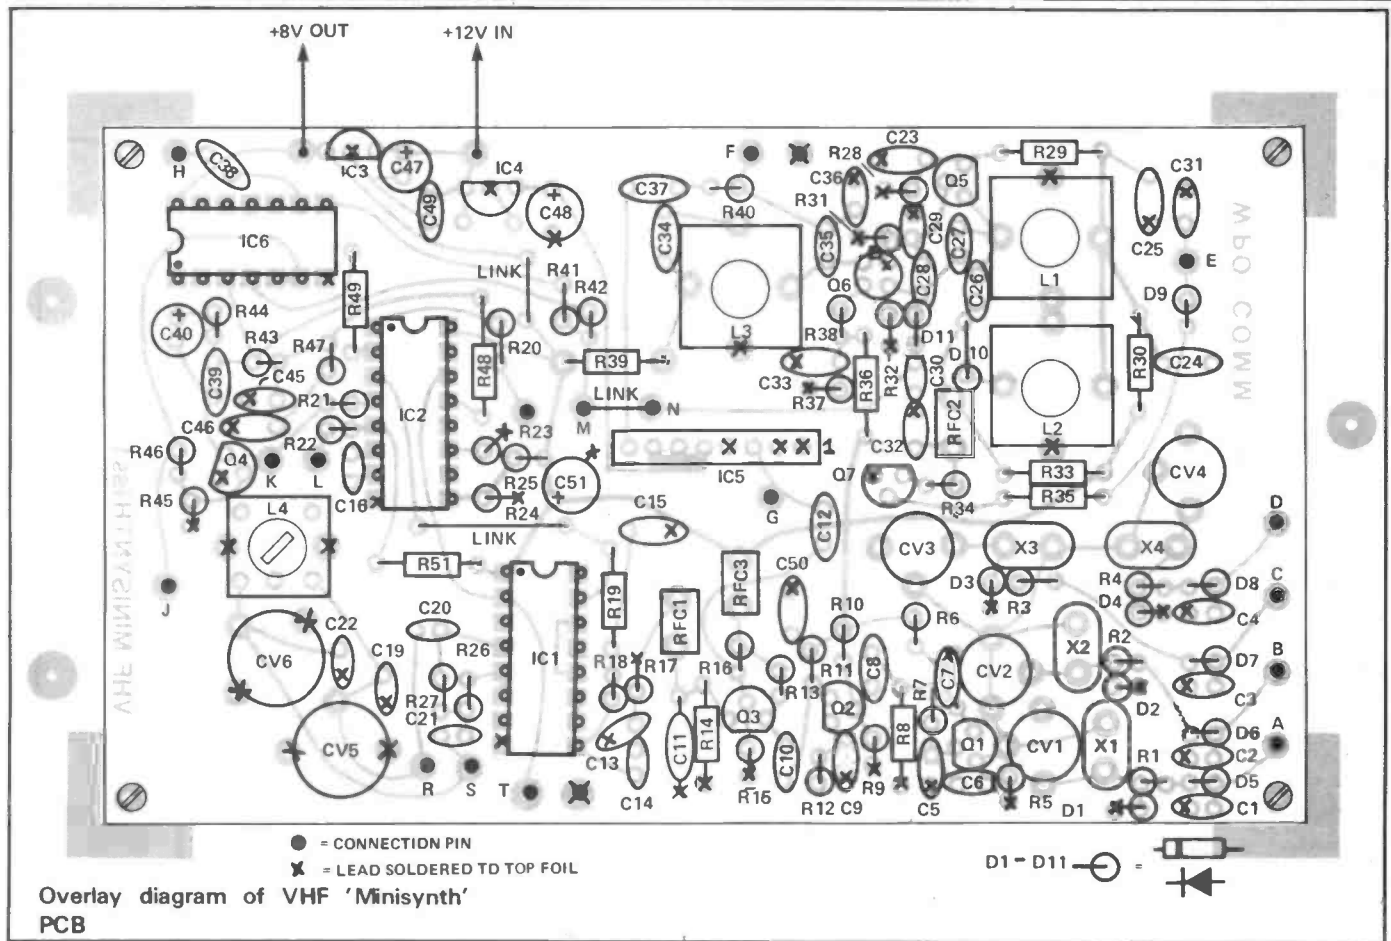 +8V OUT +12V IN
H C38 IC3 C47 IC4 F C23 R28 R29 C31
C36 Q5
C37 R40 R31
C49 C48
IC6 C34 C35 C29 C27 C25
LINK R41 Q6 C28 C26 L1 E
R49 R42 D9
R44 L3
C40 R43 R47 R20 R38 D11
R48 R39 C33 R36 R32 C30 D10 R30 C24
C39 C45 R37
R21 IC2 LINK N L2
C46 M RFC2
R46 R22 R23 C32
Q4 1
K L R25 C51 IC5 Q7 R33 CV4
R45 C16 R24 R34 R35
L4 C15 G C12 D
LINK CV3 X3 X4
R51 C50 D3 R3 R4 D8 C
J R19 RFC3 D4 C4
C20 RFC1 R10 R6
C22 R26 X2 R2 B
CV6 C19 IC1 R18 R17 R16 R11 C8 C7 CV2 D7
R27 R13 R7 D2 C3
C21 Q3 Q2 D6 A
CV5 R14 R8 Q1 CV1 X1 C2
C11 C10 R1 D5
R S T C13 C14 R16 R12 C9 R9 C5 C6 R5 D1 C1
VHF MINISYNTHESI
WPO COMM
= CONNECTION PIN
X = LEAD SOLDERED TO TOP FOIL
D1 - D11 =
Overlay diagram of VHF 'Minisynth'
PCB